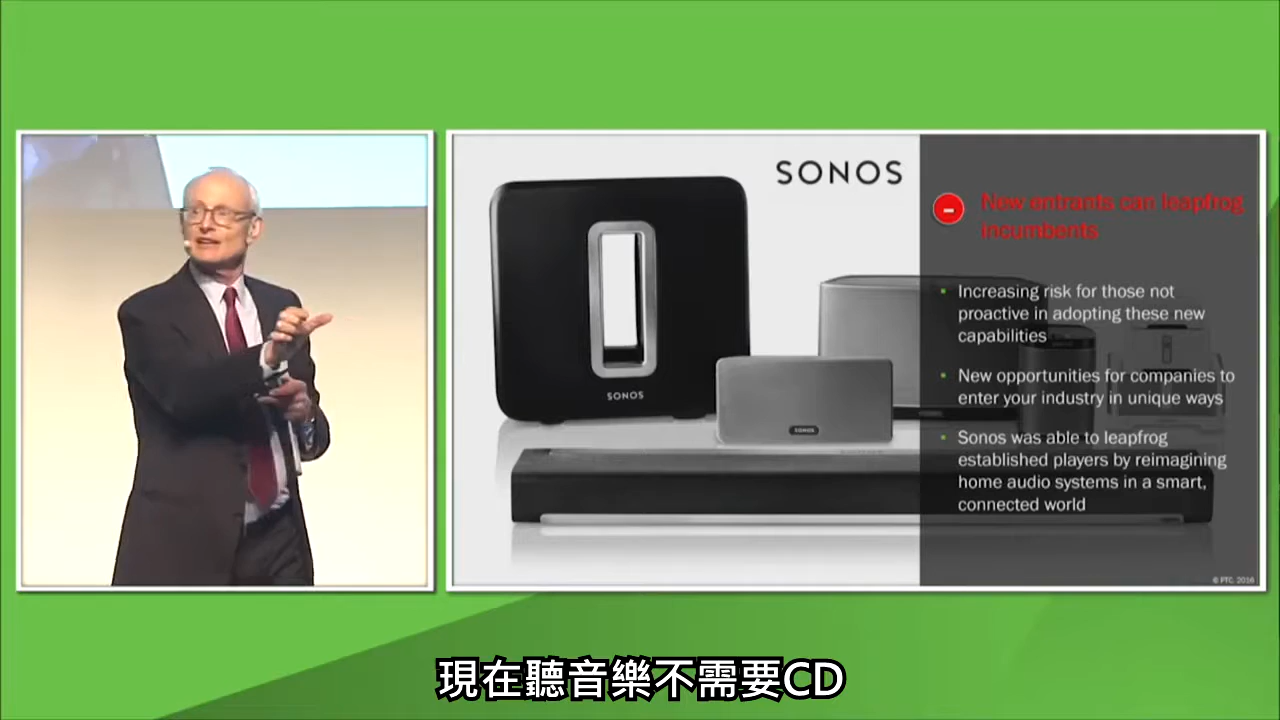 SONOS
New entrants can leapfrog
incumbents
• Increasing risk for those not
proactive in adopting these new
capabilities
• New opportunities for companies to
enter your industry in unique ways
• Sonos was able to leapfrog
established players by reimagining
home audio systems in a smart,
connected world
SONOS
SONOS
© PTC, 2016
現在聽音樂不需要CD